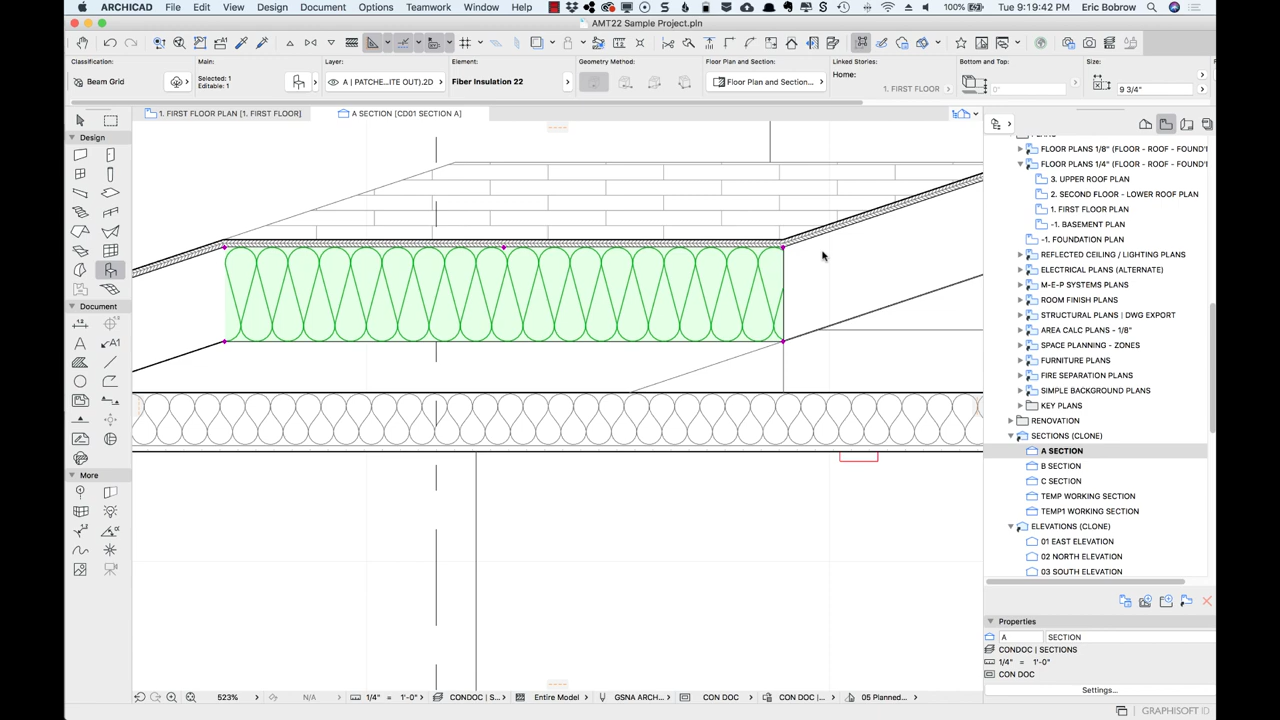 ARCHICAD File Edit View Design Document Options Teamwork Window Help 100% Tue 9:19:42 PM Eric Bobrow
AMT22 Sample Project.pln
Classification: Main: Layer: Element: Geometry Method: Floor Plan and Section: Linked Stories: Bottom and Top: Size:
Beam Grid
Selected: 1
Editable: 1
A | PATCHE...ITE OUT).2D
Fiber Insulation 22
Floor Plan and Section...
Home:
1. FIRST FLOOR
0"
9 3/4"
1. FIRST FLOOR PLAN [1. FIRST FLOOR]
A SECTION [CD01 SECTION A]
Design
Document
A1
More
FLOOR PLANS 1/8" (FLOOR - ROOF - FOUND'I
FLOOR PLANS 1/4" (FLOOR - ROOF - FOUND'I
3. UPPER ROOF PLAN
2. SECOND FLOOR - LOWER ROOF PLAN
1. FIRST FLOOR PLAN
-1. BASEMENT PLAN
-1. FOUNDATION PLAN
REFLECTED CEILING / LIGHTING PLANS
ELECTRICAL PLANS (ALTERNATE)
M-E-P SYSTEMS PLANS
ROOM FINISH PLANS
STRUCTURAL PLANS | DWG EXPORT
AREA CALC PLANS - 1/8"
SPACE PLANNING - ZONES
FURNITURE PLANS
FIRE SEPARATION PLANS
SIMPLE BACKGROUND PLANS
KEY PLANS
RENOVATION
SECTIONS (CLONE)
A SECTION
B SECTION
C SECTION
TEMP WORKING SECTION
TEMP1 WORKING SECTION
ELEVATIONS (CLONE)
01 EAST ELEVATION
02 NORTH ELEVATION
03 SOUTH ELEVATION
Properties
A SECTION
CONDOC | SECTIONS
1/4" = 1'-0"
CON DOC
Settings...
523% N/A 1/4" = 1'-0" CONDOC | S... Entire Model GSNA ARCH... CON DOC CON DOC |... 05 Planned...
GRAPHISOFT ID